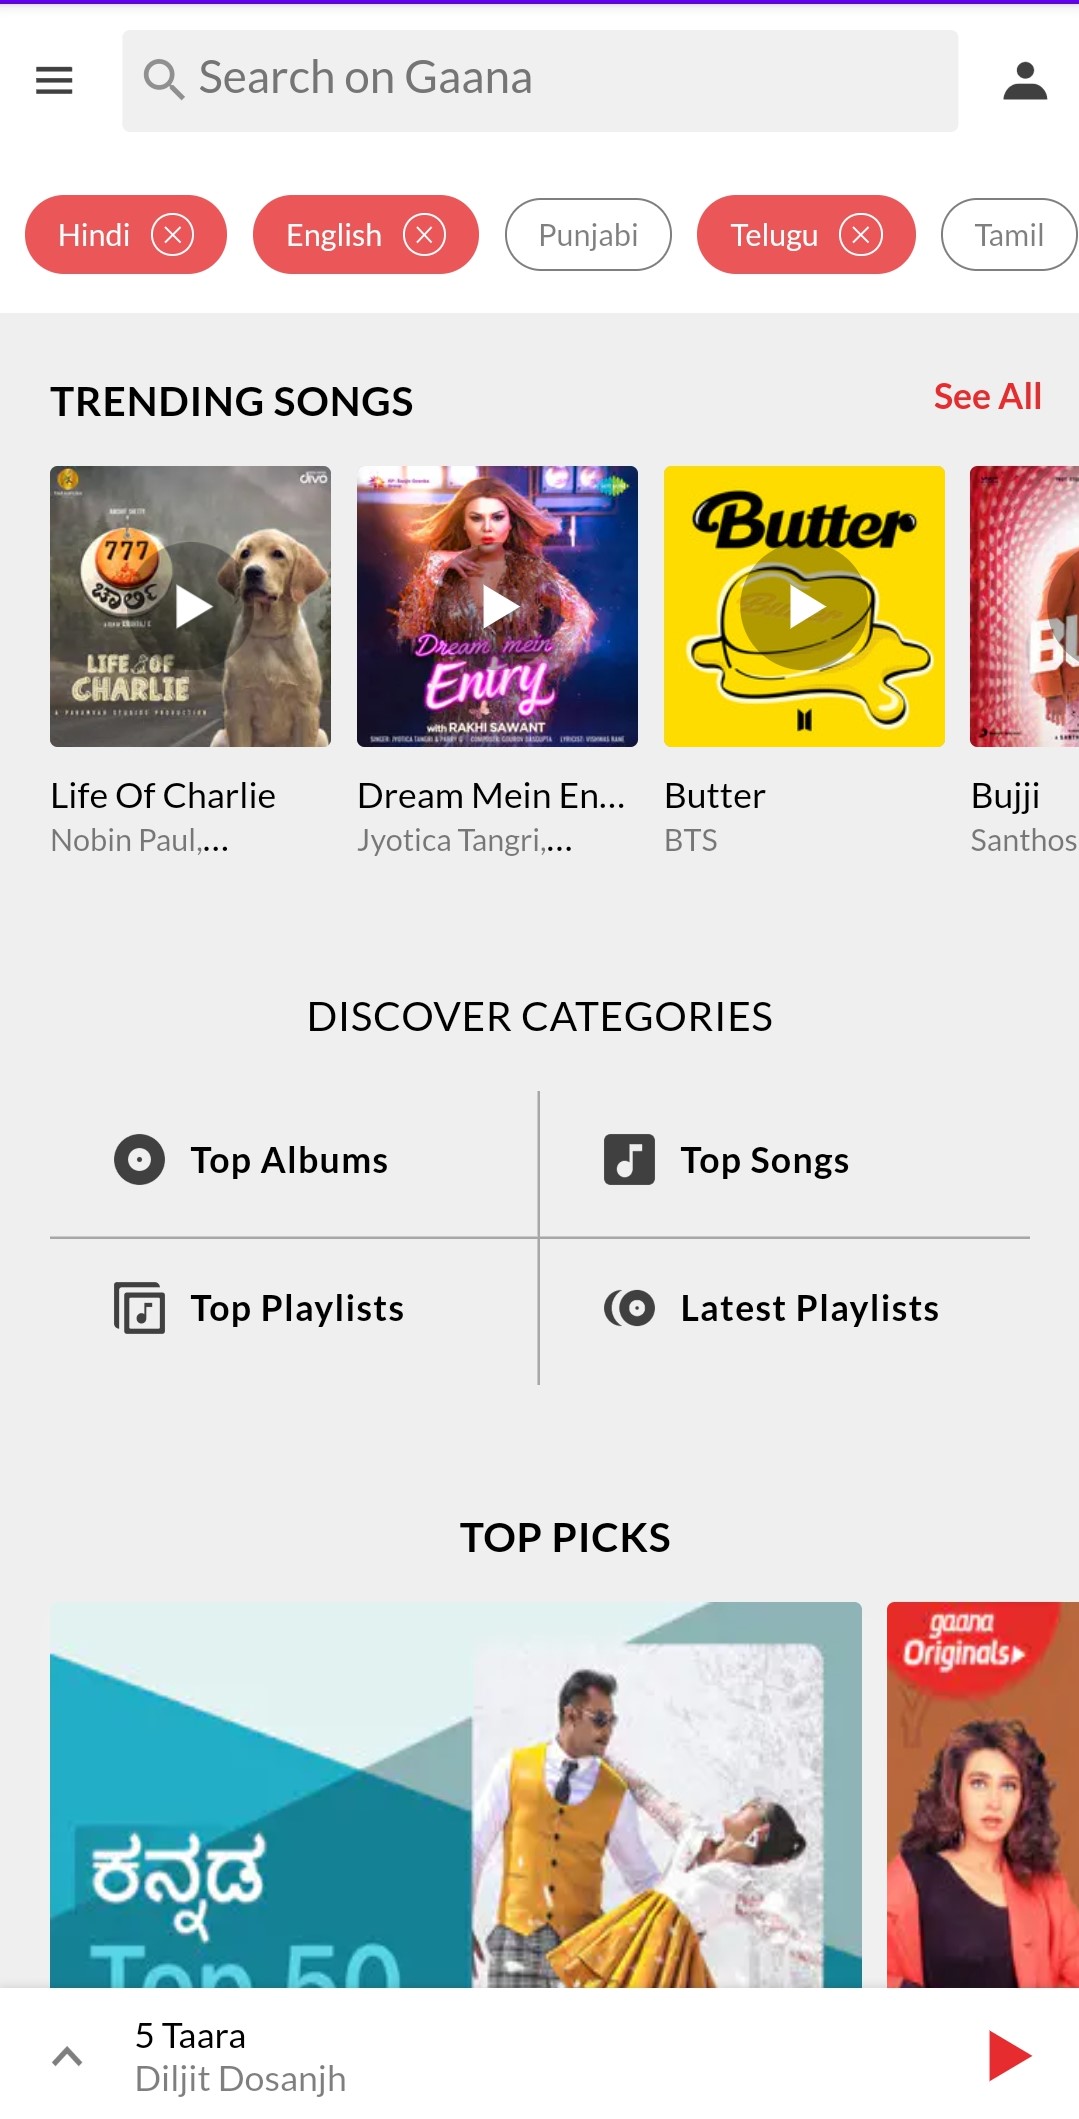 Search on Gaana
Hindi
English
Punjabi
Telugu
Tamil
TRENDING SONGS
See All
divo
777
ಚಾರ್ಲಿ
LIFE OF
CHARLIE
A PARAMVAH STUDIOS PRODUCTION
Dream mein
Entry
with RAKHI SAWANT
Butter
Life Of Charlie
Nobin Paul,...
Dream Mein En...
Jyotica Tangri,...
Butter
BTS
Bujji
Santhos
DISCOVER CATEGORIES
Top Albums
Top Songs
Top Playlists
Latest Playlists
TOP PICKS
ಕನ್ನಡ
Top 50
gaana
Originals
5 Taara
Diljit Dosanjh